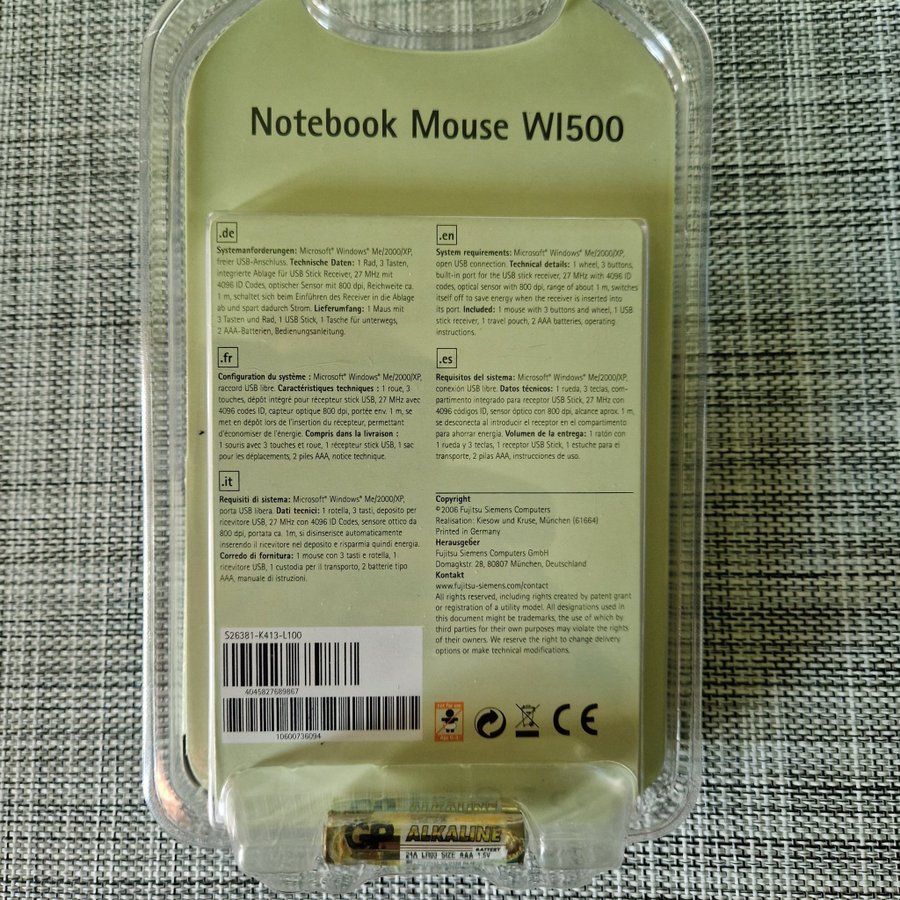 Notebook Mouse WI500
.de
Systemanforderungen: Microsoft® Windows® Me/2000/XP,
freier USB-Anschluss. Technische Daten: 1 Rad, 3 Tasten,
integrierte Ablage für USB Stick Receiver, 27 MHz mit
4096 ID Codes, optischer Sensor mit 800 dpi, Reichweite ca.
1 m, schaltet sich beim Einführen des Receiver in die Ablage
ab und spart dadurch Strom. Lieferumfang: 1 Maus mit
3 Tasten und Rad, 1 USB Stick, 1 Tasche für unterwegs,
2 AAA-Batterien, Bedienungsanleitung.
.fr
Configuration du système : Microsoft® Windows® Me/2000/XP,
raccord USB libre. Caractéristiques techniques : 1 roue, 3
touches, dépôt intégré pour récepteur stick USB, 27 MHz avec
4096 codes ID, capteur optique 800 dpi, portée env. 1 m, se
met en dépôt lors de l'insertion du récepteur, permettant
d'économiser de l'énergie. Compris dans la livraison :
1 souris avec 3 touches et roue, 1 récepteur stick USB, 1 sac
pour les déplacements, 2 piles AAA, notice technique.
.it
Requisiti di sistema: Microsoft® Windows® Me/2000/XP,
porta USB libera. Dati tecnici: 1 rotella, 3 tasti, deposito per
ricevitore USB, 27 MHz con 4096 ID Codes, sensore ottico da
800 dpi, portata ca. 1m, si disinserisce automaticamente
inserendo il ricevitore nel deposito e risparmia quindi energia.
Corredo di fornitura: 1 mouse con 3 tasti e rotella, 1
ricevitore USB, 1 custodia per il transporto, 2 batterie tipo
AAA, manuale di istruzioni.
.en
System requirements: Microsoft® Windows® Me/2000/XP,
open USB connection. Technical details: 1 wheel, 3 buttons,
built-in port for the USB stick receiver, 27 MHz with 4096 ID
codes, optical sensor with 800 dpi, range of about 1 m, switches
itself off to save energy when the receiver is inserted into
its port. Included: 1 mouse with 3 buttons and wheel, 1 USB
stick receiver, 1 travel pouch, 2 AAA batteries, operating
instructions.
.es
Requisitos del sistema: Microsoft® Windows® Me/2000/XP,
conexión USB libre. Datos técnicos: 1 rueda, 3 teclas, com-
partimento integrado para receptor USB Stick, 27 MHz con
4096 códigos ID, sensor óptico con 800 dpi, alcance aprox. 1 m,
se desconecta al introducir el receptor en el compartimento
para ahorrar energía. Volumen de la entrega: 1 ratón con
1 rueda y 3 teclas, 1 receptor USB Stick, 1 estuche para el
transporte, 2 pilas AAA, instrucciones de uso.
Copyright
©2006 Fujitsu Siemens Computers
Realisation: Kiesow und Kruse, München (61664)
Printed in Germany
Herausgeber
Fujitsu Siemens Computers GmbH
Domagkstr. 28, 80807 München, Deutschland
Kontakt
www.fujitsu-siemens.com/contact
All rights reserved, including rights created by patent grant
or registration of a utility model. All designations used in
this document might be trademarks, the use of which by
third parties for their own purposes may violate the rights
of their owners. We reserve the right to change delivery
options or make technical modifications.
S26381-K413-L100
4045827689867
10600736094
not for use
Age 0-3
CE
GP ALKALINE
BATTERY
24A LR03 SIZE AAA 1.5V